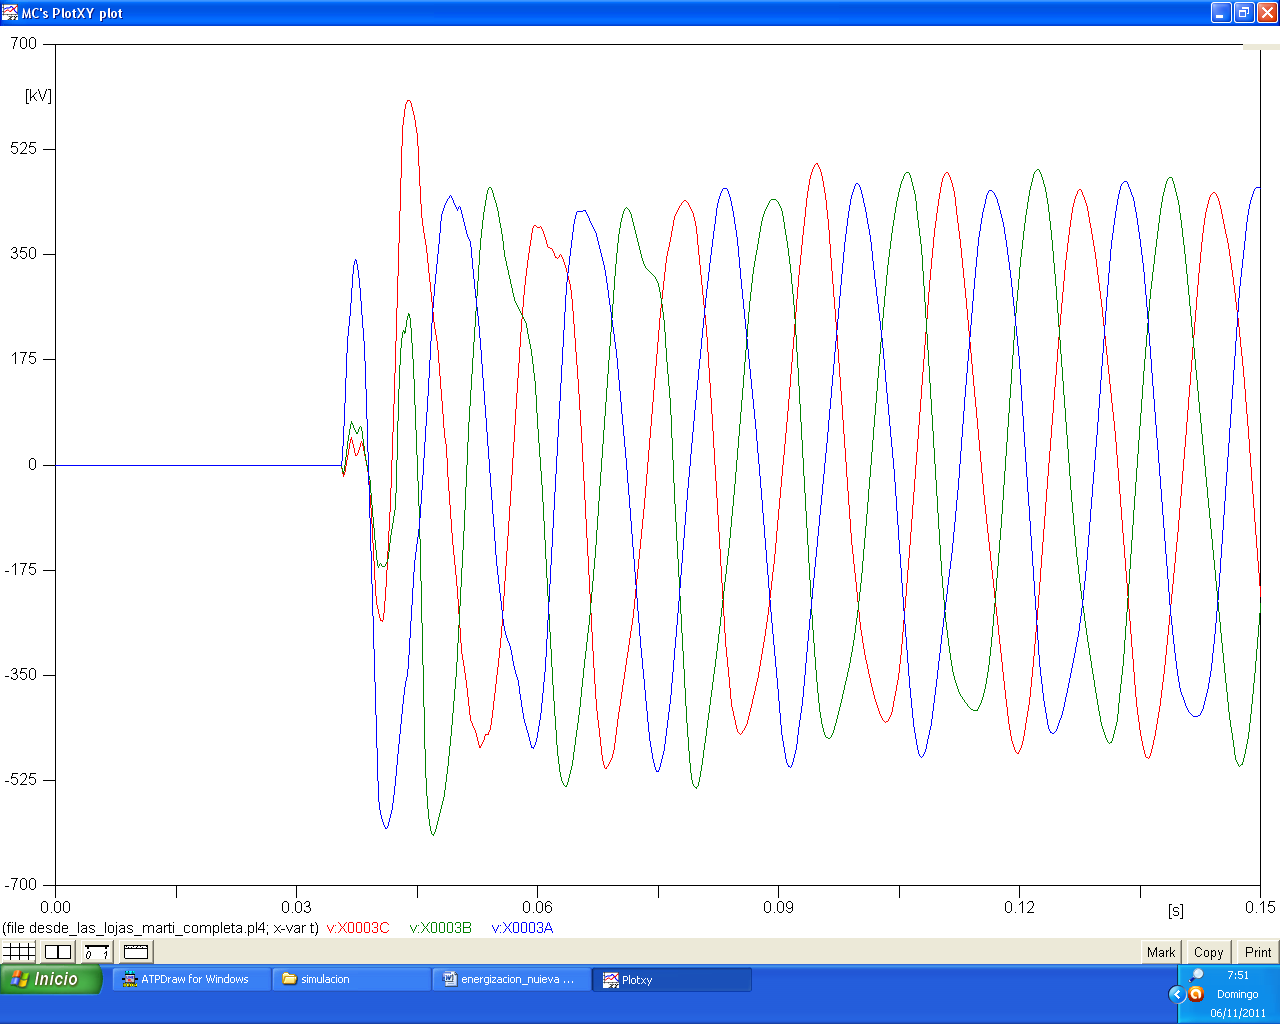 MC's PlotXY plot
700
[kV]
525
350
175
0
-175
-350
-525
-700
0.00 0.03 0.06 0.09 0.12 [s] 0.15
(file desde_las_lojas_marti_completa.pl4; x-var t) v:X0003C v:X0003B v:X0003A
0 1 Mark Copy Print
Inicio ATPDraw for Windows simulacion energizacion_nuieva ... Plotxy
7:51
Domingo
06/11/2011